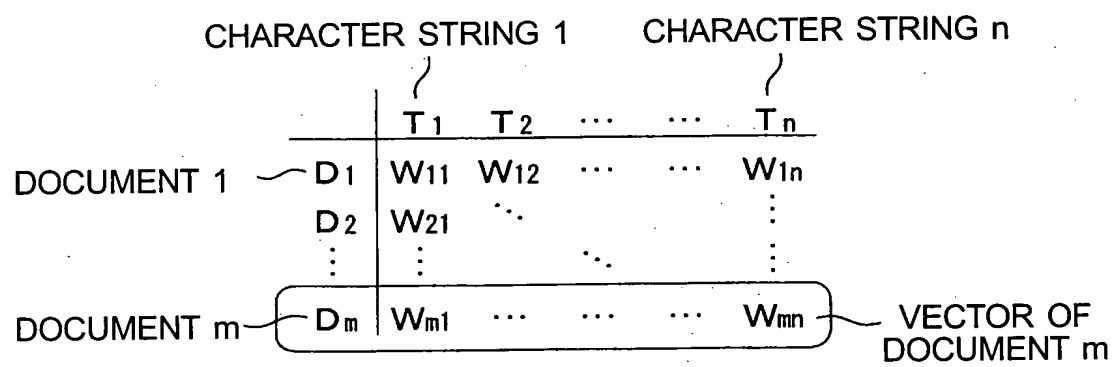 CHARACTER STRING 1 CHARACTER STRING n
T1 T2 ... ... Tn
DOCUMENT 1 D1 W11 W12 ... ... W1n
D2 W21
DOCUMENT m Dm Wm1 ... ... ... Wmn VECTOR OF
DOCUMENT m